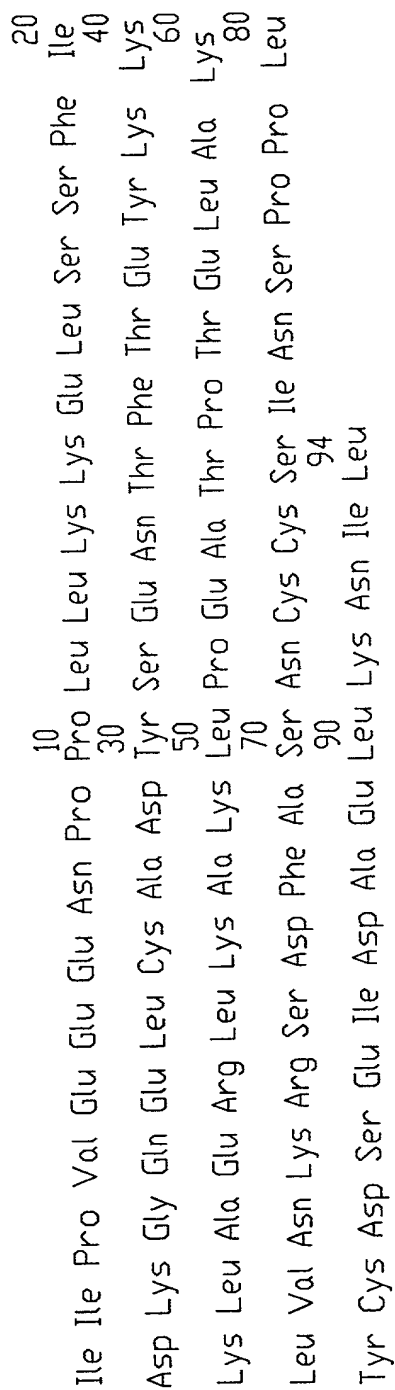 10 20
Ile Ile Pro Val Glu Glu Glu Asn Pro Pro Leu Leu Lys Lys Glu Leu Ser Ser Phe Ile
30 40
Asp Lys Gly Gln Glu Leu Cys Ala Asp Tyr Ser Glu Asn Thr Phe Thr Glu Tyr Lys Lys
50 60
Lys Leu Ala Glu Arg Leu Lys Ala Lys Leu Pro Glu Ala Thr Pro Thr Glu Leu Ala Lys
70 80
Leu Val Asn Lys Arg Ser Asp Phe Ala Ser Asn Cys Cys Ser Ile Asn Ser Pro Pro Leu
90 94
Tyr Cys Asp Ser Glu Ile Asp Ala Glu Leu Lys Asn Ile Leu